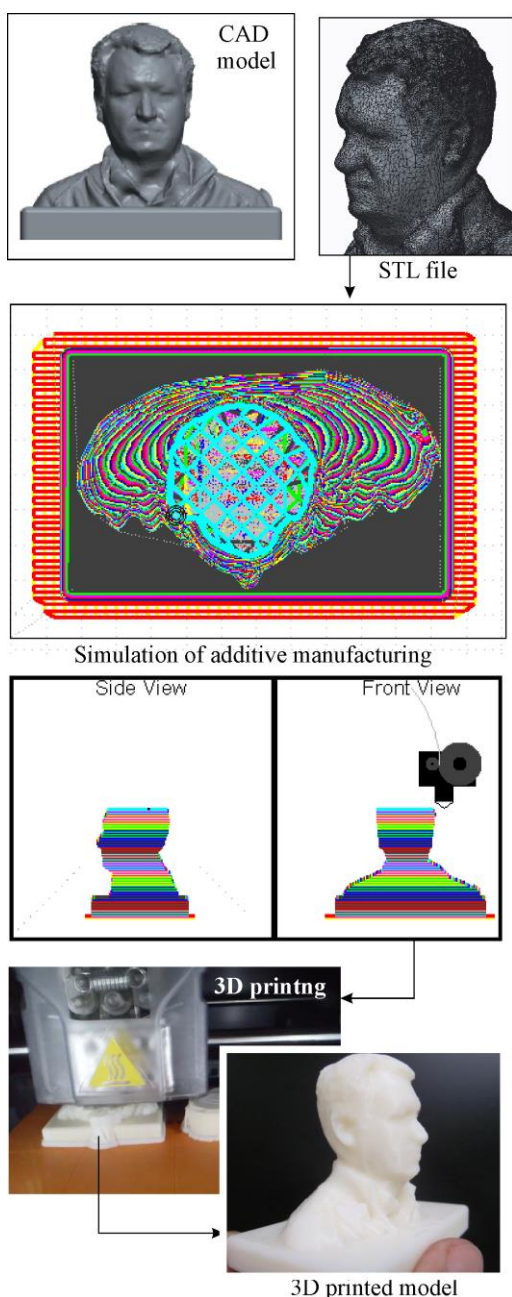 CAD
model
STL file
Simulation of additive manufacturing
Side View
Front View
3D printng
3D printed model